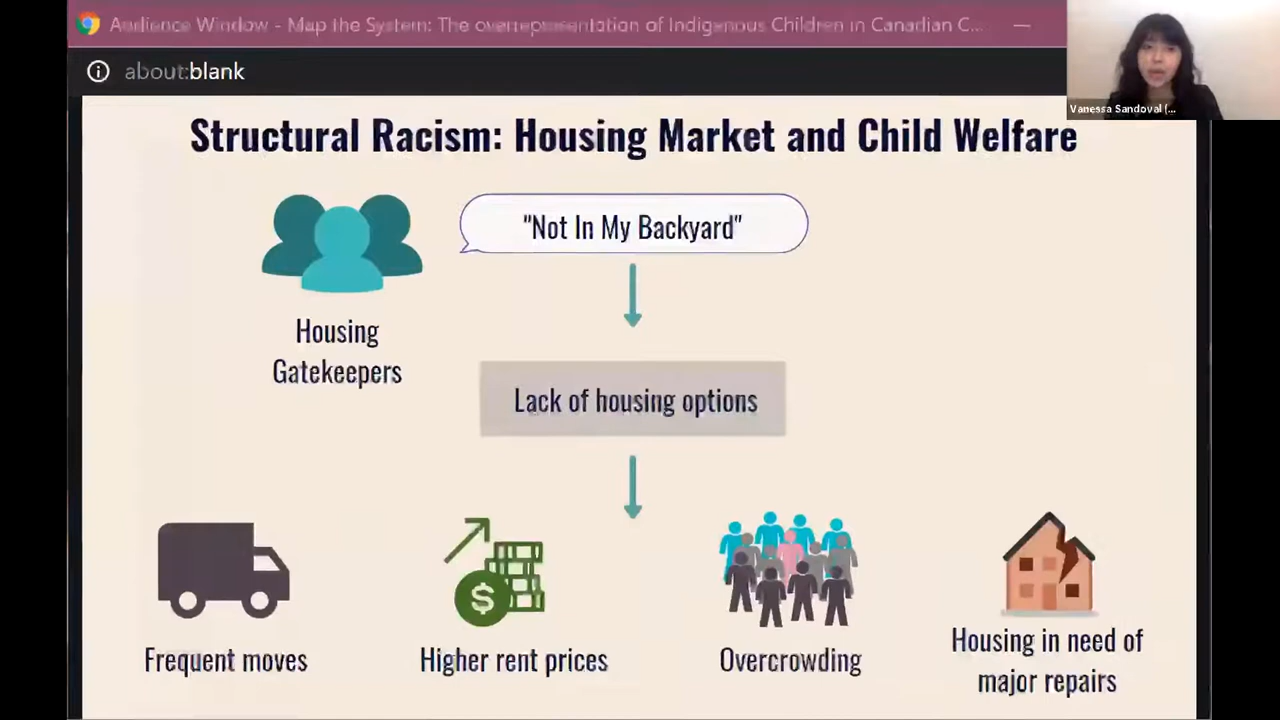 Audience Window - Map the System: The overrepresentation of Indigenous Children in Canadian C...
about:blank
Vanessa Sandoval (...
Structural Racism: Housing Market and Child Welfare
"Not In My Backyard"
Housing
Gatekeepers
Lack of housing options
$
Frequent moves
Higher rent prices
Overcrowding
Housing in need of
major repairs